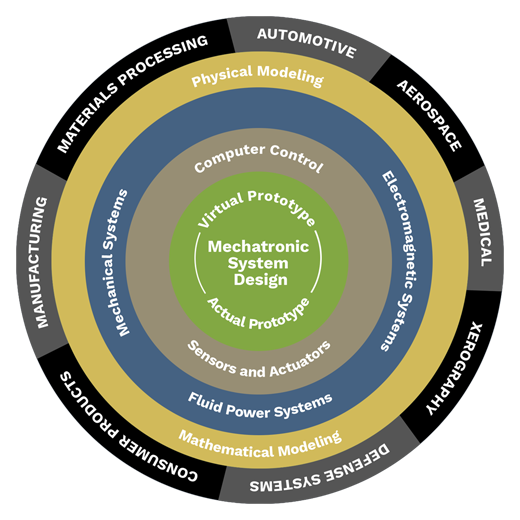 AUTOMOTIVE
AEROSPACE
MEDICAL
XEROGRAPHY
DEFENSE SYSTEMS
CONSUMER PRODUCTS
MANUFACTURING
MATERIALS PROCESSING
Physical Modeling
Mathematical Modeling
Electromagnetic Systems
Fluid Power Systems
Mechanical Systems
Computer Control
Sensors and Actuators
Virtual Prototype
Mechatronic
System
Design
Actual Prototype